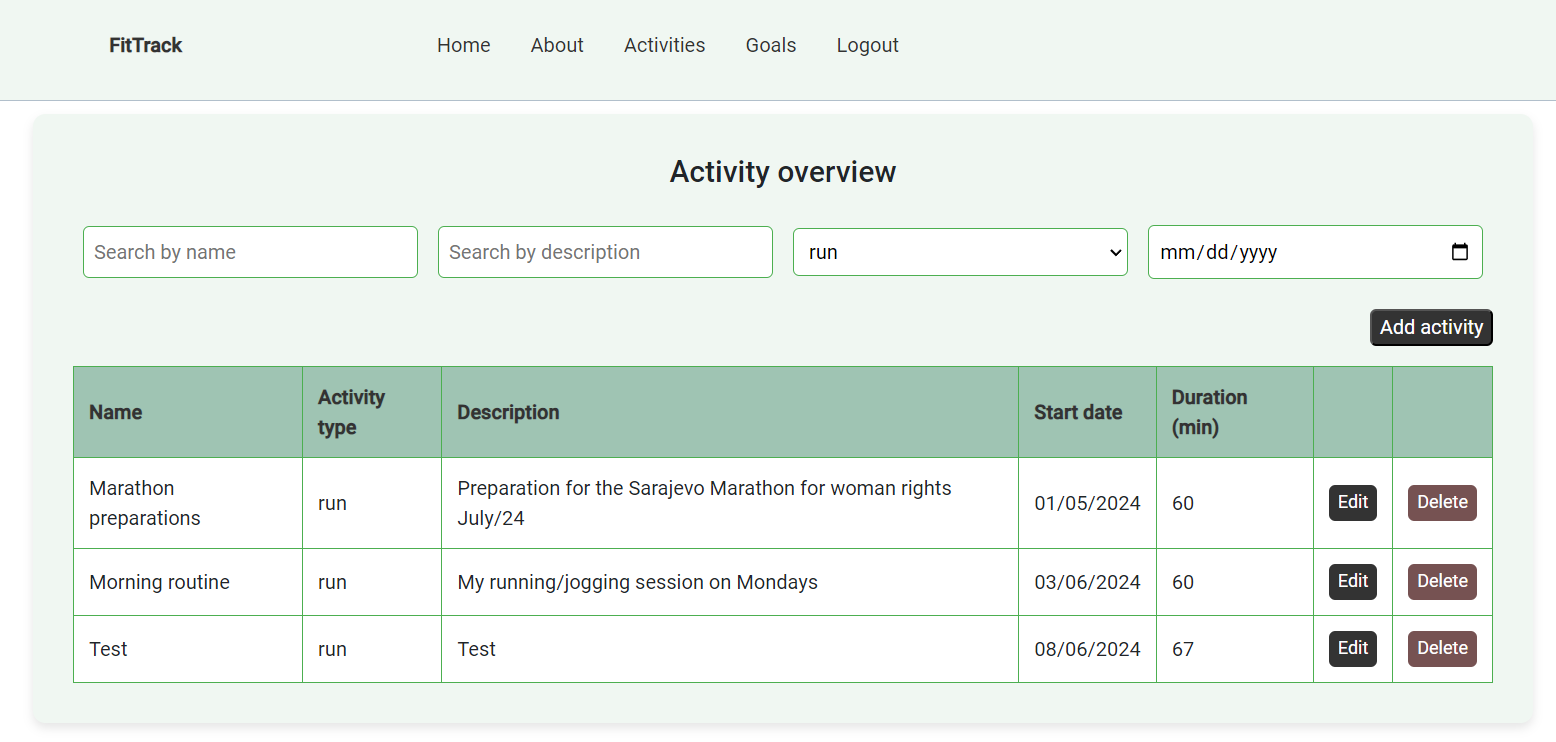 FitTrack Home About Activities Goals Logout
Activity overview
Search by name Search by description run mm/dd/yyyy
Add activity
Name Activity type Description Start date Duration (min)
Marathon preparations run Preparation for the Sarajevo Marathon for woman rights July/24 01/05/2024 60 Edit Delete
Morning routine run My running/jogging session on Mondays 03/06/2024 60 Edit Delete
Test run Test 08/06/2024 67 Edit Delete